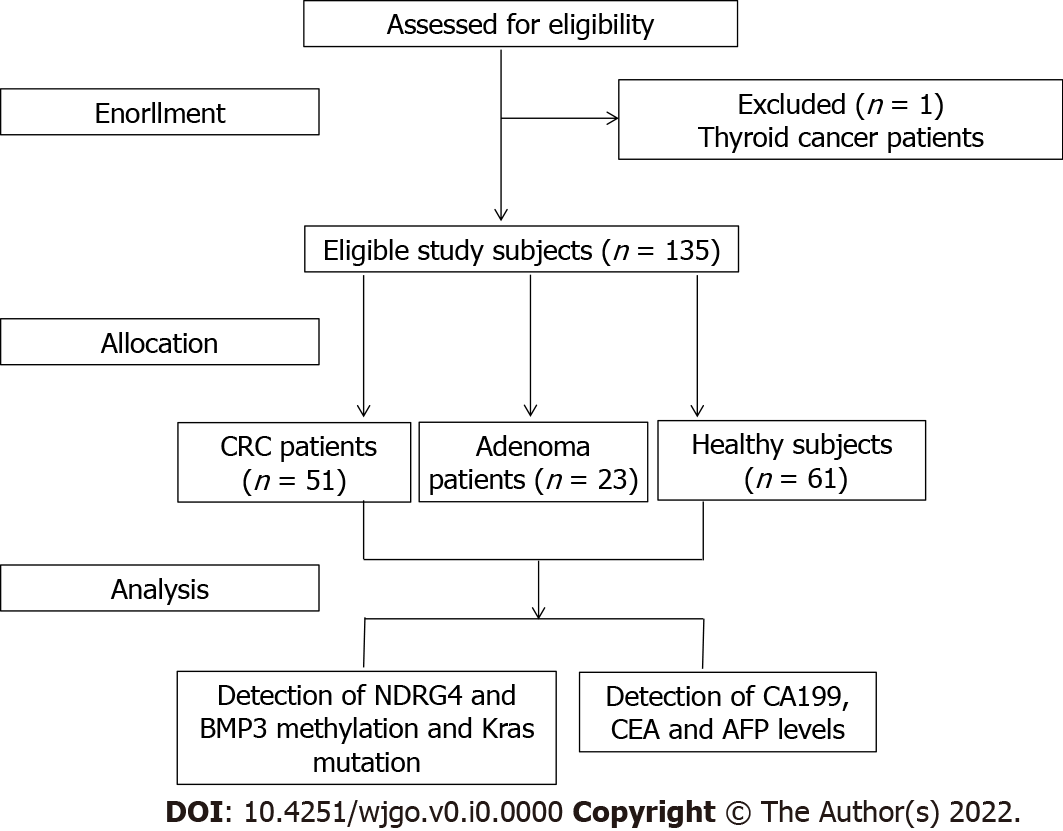 Assessed for eligibility
Enorllment
Excluded (n = 1)
Thyroid cancer patients
Eligible study subjects (n = 135)
Allocation
CRC patients
(n = 51)
Adenoma
patients (n = 23)
Healthy subjects
(n = 61)
Analysis
Detection of NDRG4 and
BMP3 methylation and Kras
mutation
Detection of CA199,
CEA and AFP levels
DOI: 10.4251/wjgo.v0.i0.0000 Copyright © The Author(s) 2022.